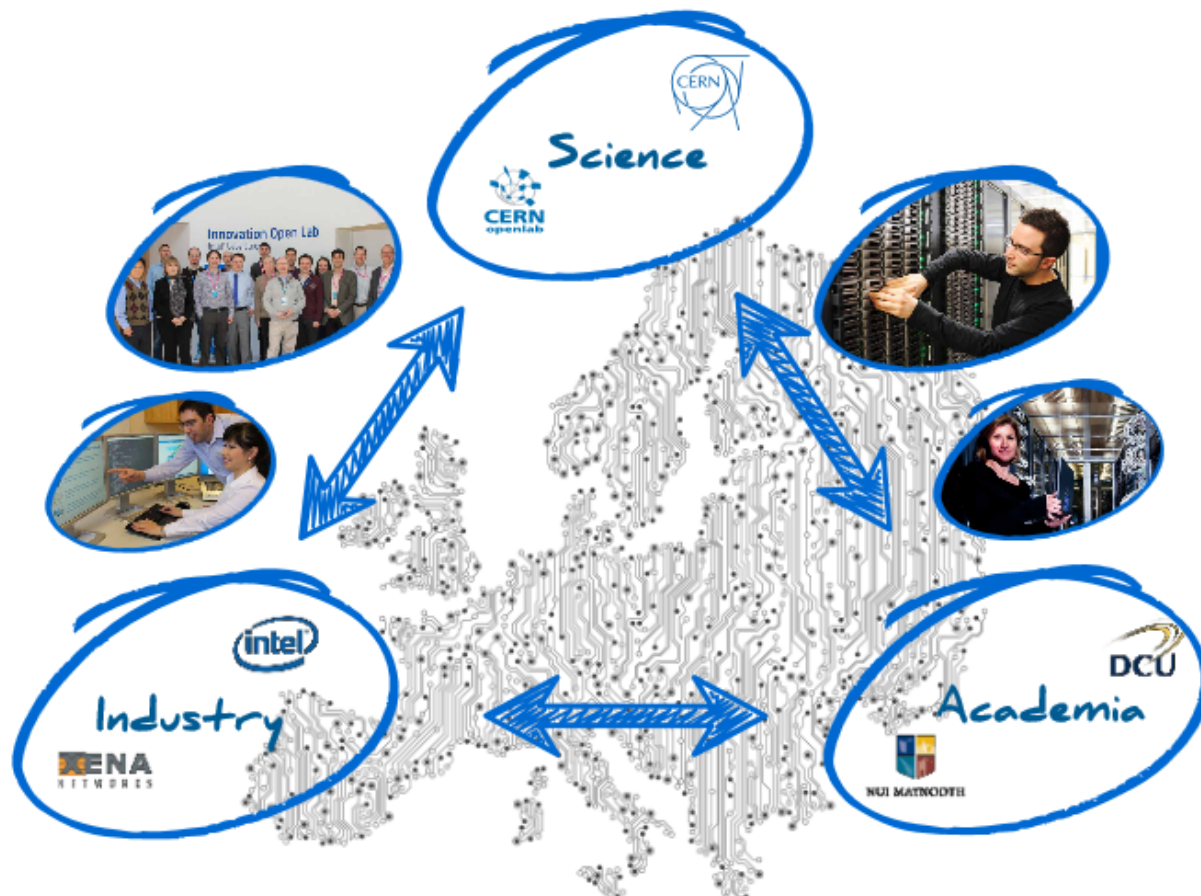 CERN
Science
CERN
openlab
Innovation Open Lab
intel
Industry
XENA
NETWORKS
DCU
Academia
NUI MAYNOOTH